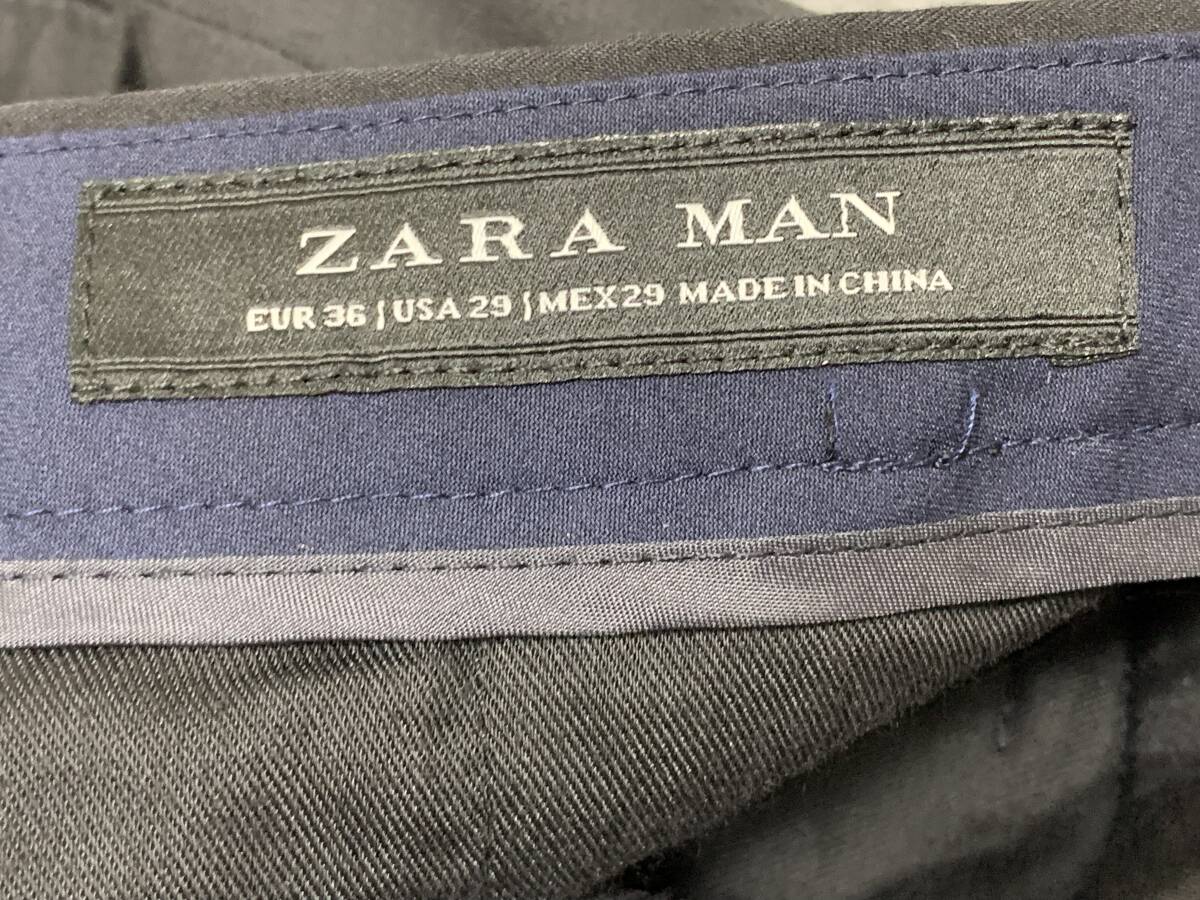 ZARA MAN
EUR 36 | USA 29 | MEX29 MADE IN CHINA